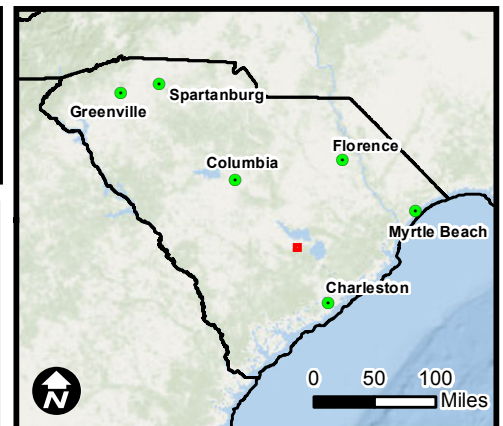 Spartanburg
Greenville
Florence
Columbia
Myrtle Beach
Charleston
0 50 100
Miles
N